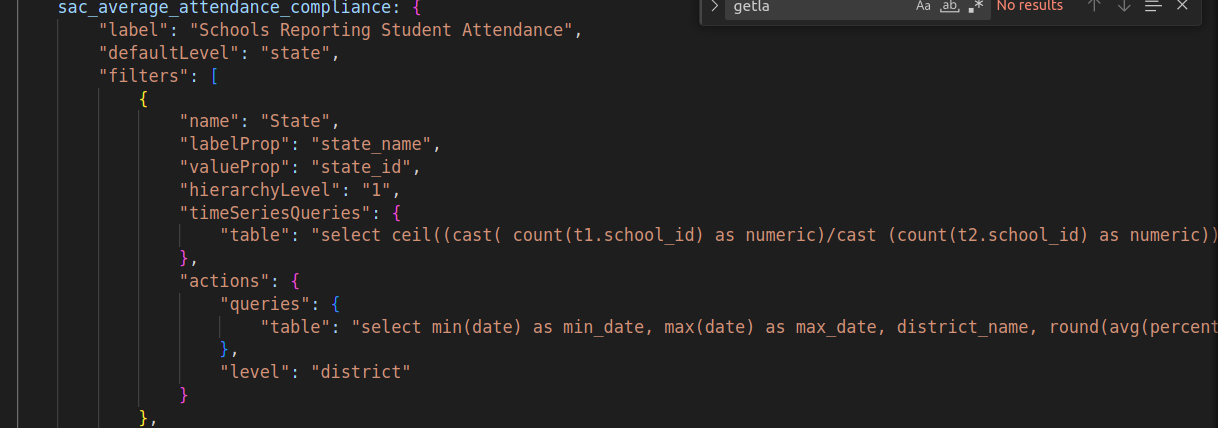 sac_average_attendance_compliance: {
getla
Aa
ab
.*
No results
"label": "Schools Reporting Student Attendance",
"defaultLevel": "state",
"filters": [
{
"name": "State",
"labelProp": "state_name",
"valueProp": "state_id",
"hierarchyLevel": "1",
"timeSeriesQueries": {
"table": "select ceil((cast( count(t1.school_id) as numeric)/cast (count(t2.school_id) as numeric))
},
"actions": {
"queries": {
"table": "select min(date) as min_date, max(date) as max_date, district_name, round(avg(percent
},
"level": "district"
}
},